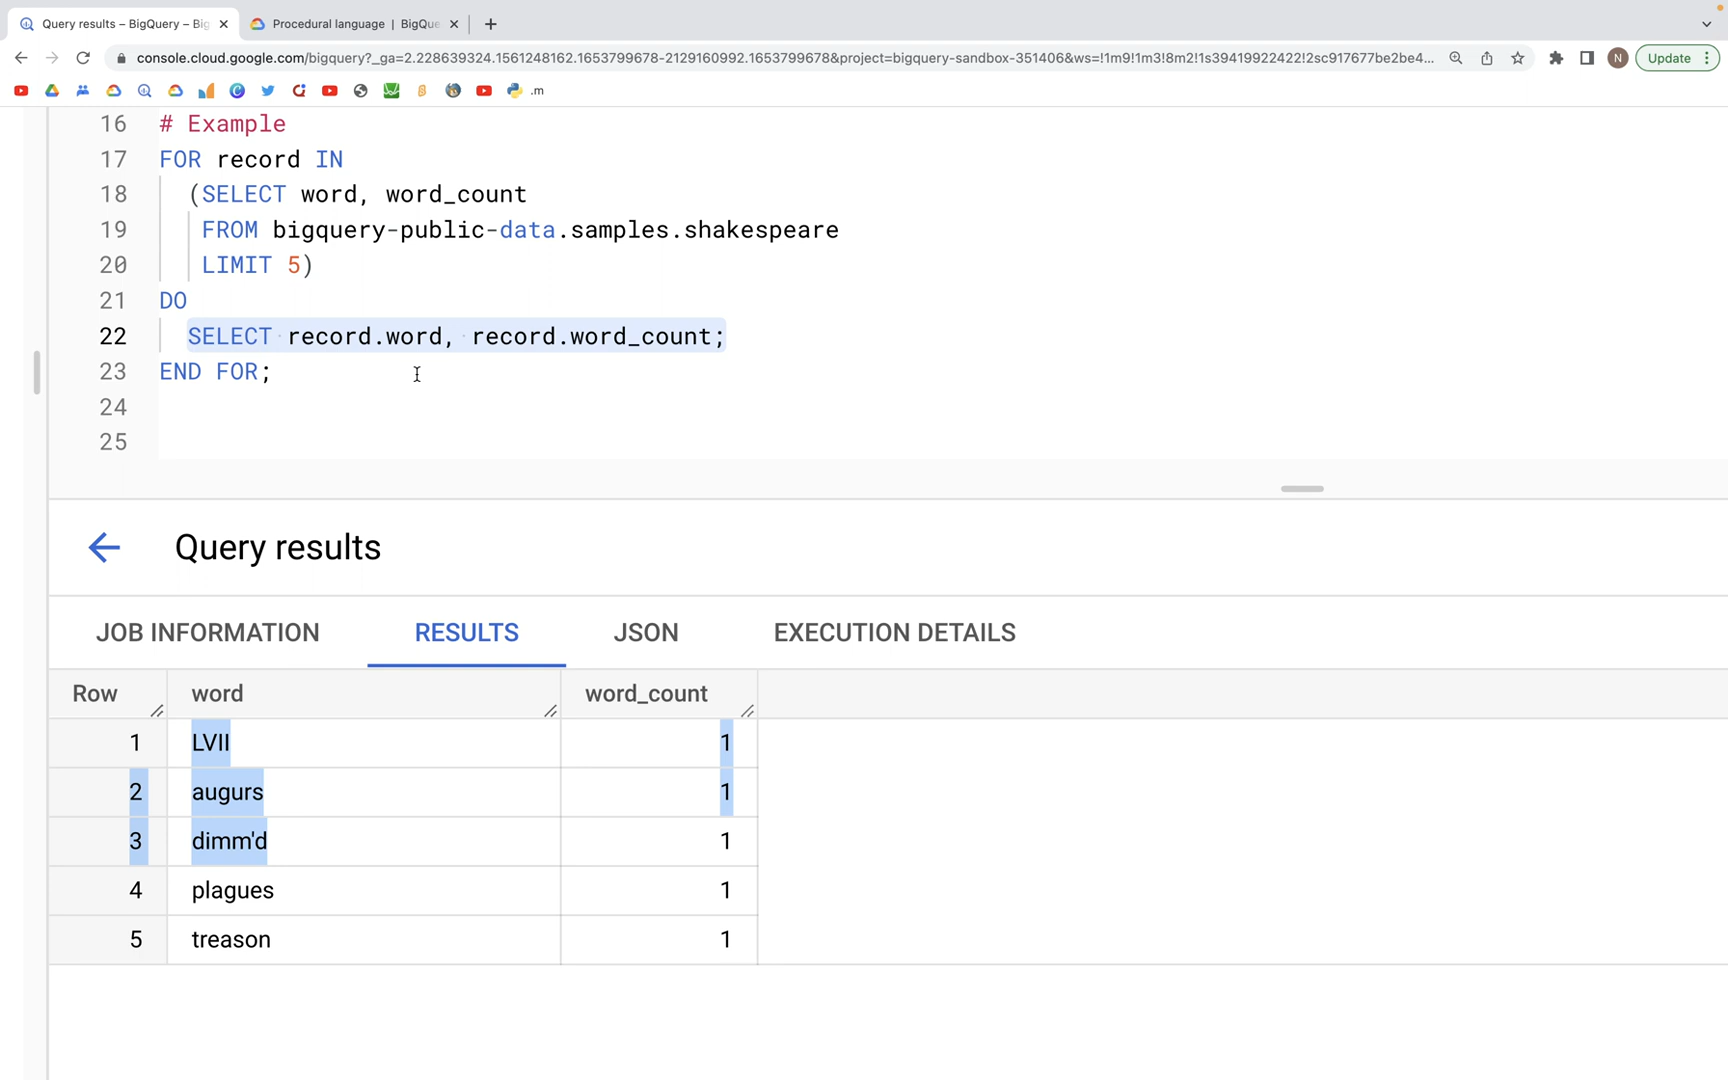 Query results – BigQuery – Big
Procedural language | BigQue
console.cloud.google.com/bigquery?_ga=2.228639324.1561248162.1653799678-2129160992.1653799678&project=bigquery-sandbox-351406&ws=!1m9!1m3!8m2!1s39419922422!2sc917677be2be4...
N
Update
.m
16 # Example
17 FOR record IN
18 (SELECT word, word_count
19 FROM bigquery-public-data.samples.shakespeare
20 LIMIT 5)
21 DO
22 SELECT record.word, record.word_count;
23 END FOR;
24
25
Query results
JOB INFORMATION RESULTS JSON EXECUTION DETAILS
Row word word_count
1 LVII 1
2 augurs 1
3 dimm'd 1
4 plagues 1
5 treason 1